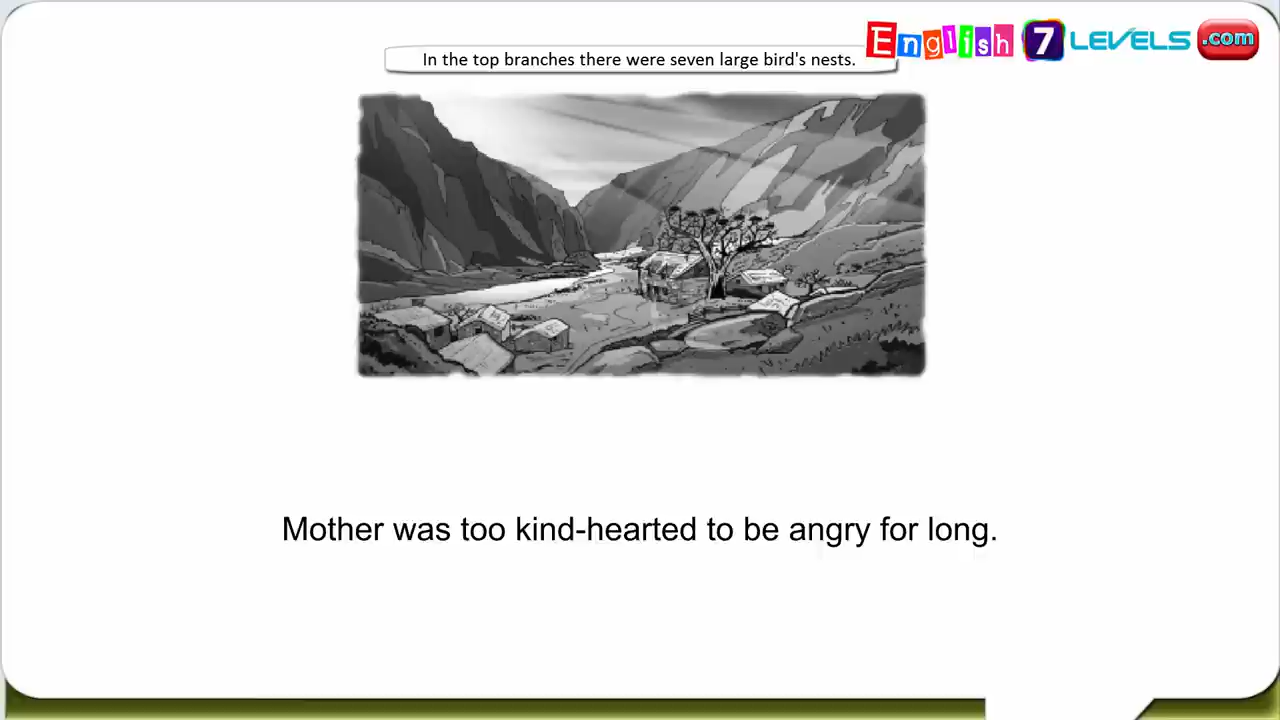 English 7 LEVELS .com
In the top branches there were seven large bird's nests.
Mother was too kind-hearted to be angry for long.